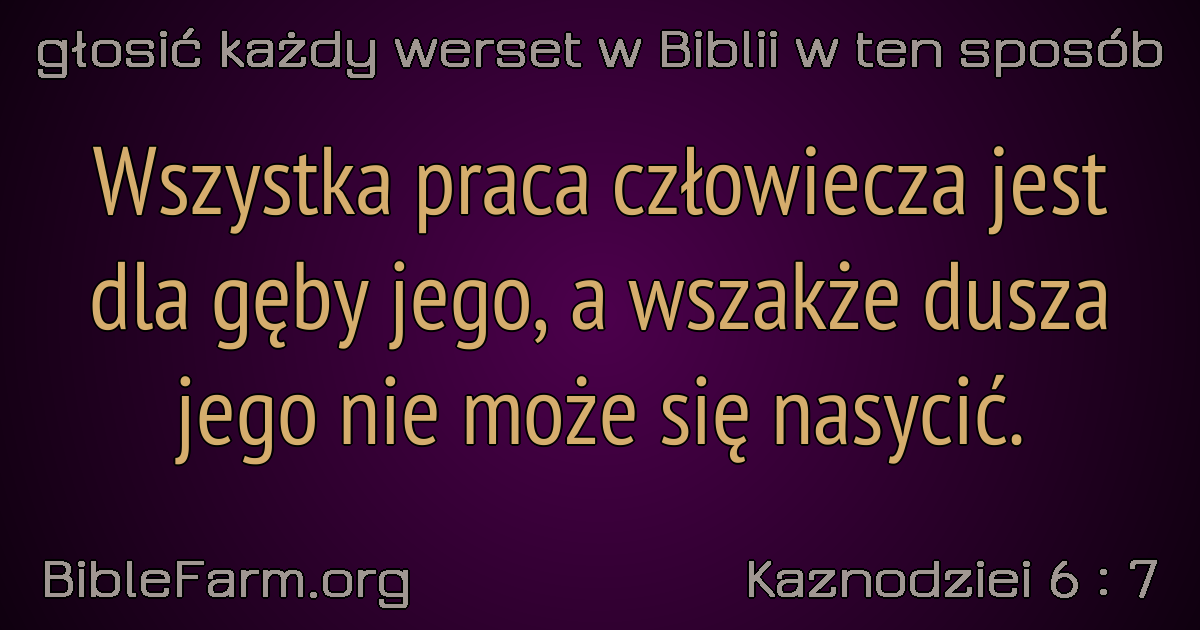 głosić każdy werset w Biblii w ten sposób
Wszystka praca człowiecza jest
dla gęby jego, a wszakże dusza
jego nie może się nasycić.
BibleFarm.org
Kaznodziei 6 : 7